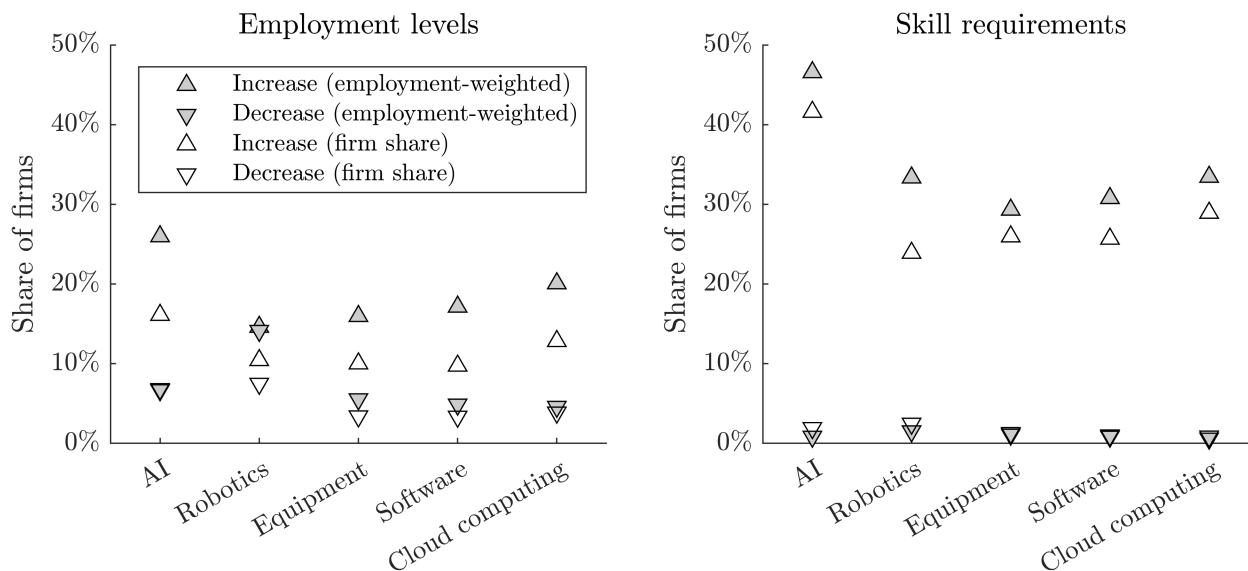 Employment levels
50%
40%
30%
20%
10%
0%
Share of firms
Increase (employment-weighted)
Decrease (employment-weighted)
Increase (firm share)
Decrease (firm share)
AI
Robotics
Equipment
Software
Cloud computing
Skill requirements
50%
40%
30%
20%
10%
0%
Share of firms
AI
Robotics
Equipment
Software
Cloud computing